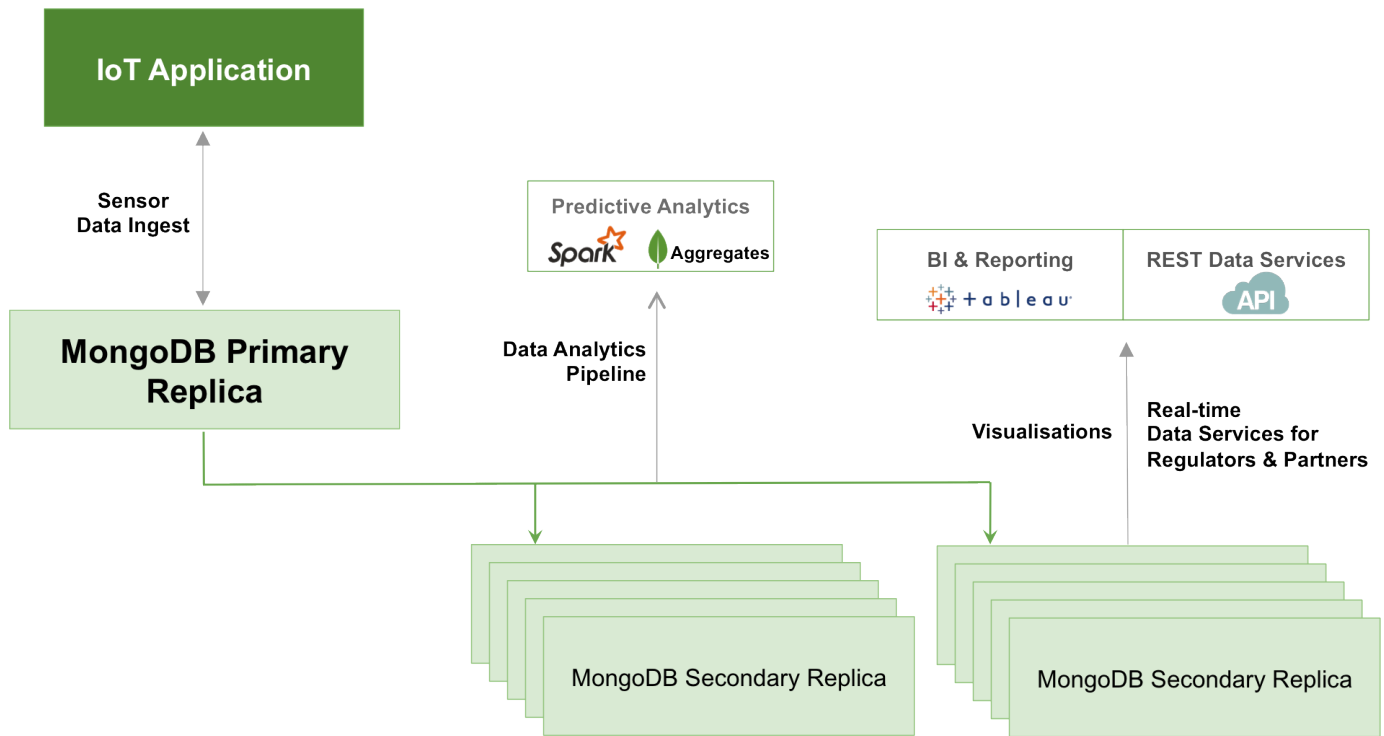 IoT Application
Sensor
Data Ingest
MongoDB Primary
Replica
Predictive Analytics
Spark
Aggregates
Data Analytics
Pipeline
BI & Reporting
+ableau
REST Data Services
API
Visualisations
Real-time
Data Services for
Regulators & Partners
MongoDB Secondary Replica
MongoDB Secondary Replica